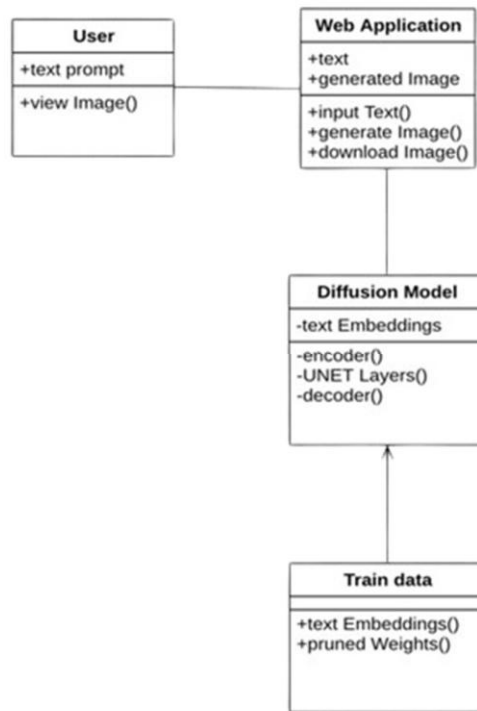 User
+text prompt
+view Image()
Web Application
+text
+generated Image
+input Text()
+generate Image()
+download Image()
Diffusion Model
-text Embeddings
-encoder()
-UNET Layers()
-decoder()
Train data
+text Embeddings()
+pruned Weights()